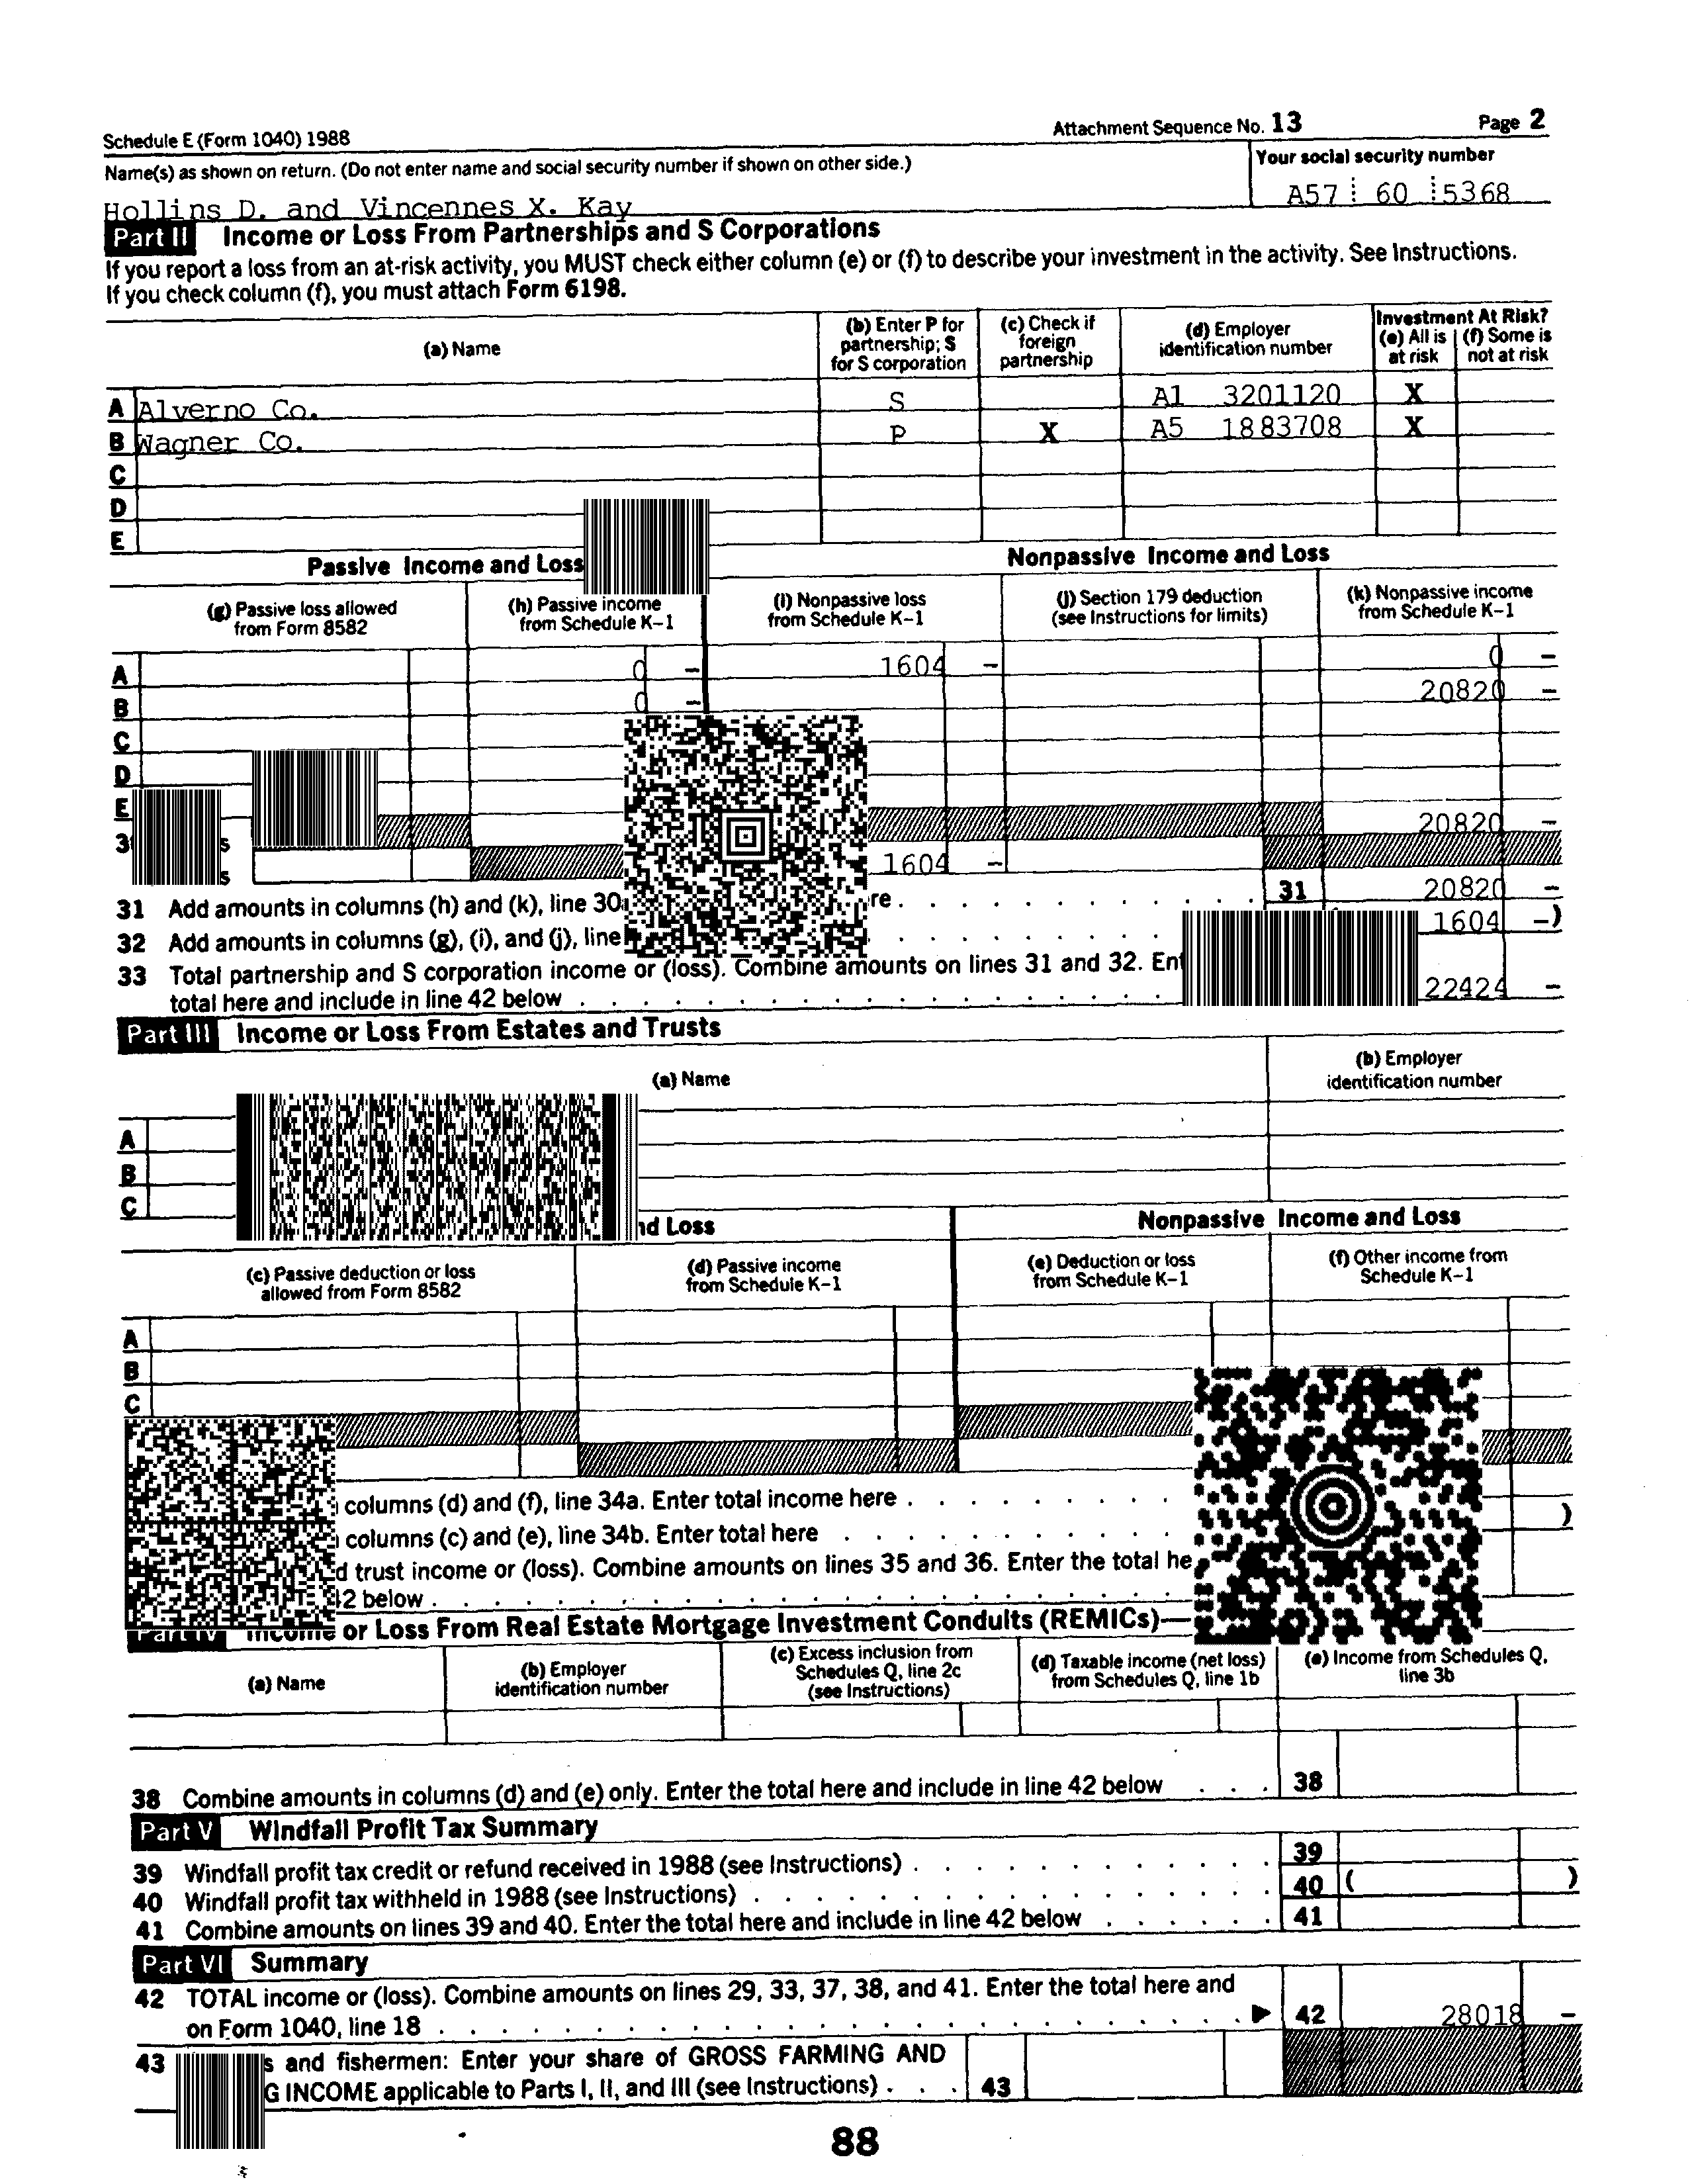 Schedule E (Form 1040) 1988 Attachment Sequence No. 13 Page 2
Name(s) as shown on return. (Do not enter name and social security number if shown on other side.) Your social security number
Hollins D. and Vincennes X. Kay A57 60 5368
Part II Income or Loss From Partnerships and S Corporations
If you report a loss from an at-risk activity, you MUST check either column (e) or (f) to describe your investment in the activity. See Instructions.
If you check column (f), you must attach Form 6198.
(a) Name (b) Enter P for partnership; S for S corporation (c) Check if foreign partnership (d) Employer identification number Investment At Risk? (e) All is at risk (f) Some is not at risk
A Alverno Co. S A1 3201120 X
B Wagner Co. P X A5 1883708 X
C
D
E
Passive Income and Loss Nonpassive Income and Loss
(g) Passive loss allowed from Form 8582 (h) Passive income from Schedule K-1 (i) Nonpassive loss from Schedule K-1 (j) Section 179 deduction (see Instructions for limits) (k) Nonpassive income from Schedule K-1
A 0 - 1604 - 0 -
B 0 - 20820 -
C
D
E
20820 -
1604 -
31 Add amounts in columns (h) and (k), line 30 . . . . . . . . . . . 31 20820 -
32 Add amounts in columns (g), (i), and (j), line . . . . . . . . 1604 -)
33 Total partnership and S corporation income or (loss). Combine amounts on lines 31 and 32.
total here and include in line 42 below . . . . . . . . . . . . . . 22424 -
Part III Income or Loss From Estates and Trusts
(a) Name (b) Employer identification number
A
B
C
Loss Nonpassive Income and Loss
(c) Passive deduction or loss allowed from Form 8582 (d) Passive income from Schedule K-1 (e) Deduction or loss from Schedule K-1 (f) Other income from Schedule K-1
A
B
C
columns (d) and (f), line 34a. Enter total income here . . . . . . . . .
columns (c) and (e), line 34b. Enter total here . . . . . . . . . . )
trust income or (loss). Combine amounts on lines 35 and 36. Enter the total
below . . . . . . . . . . . . . . . . . .
Part IV Income or Loss From Real Estate Mortgage Investment Conduits (REMICs)—
(a) Name (b) Employer identification number (c) Excess inclusion from Schedules Q, line 2c (see Instructions) (d) Taxable income (net loss) from Schedules Q, line 1b (e) Income from Schedules Q, line 3b
38 Combine amounts in columns (d) and (e) only. Enter the total here and include in line 42 below . . . 38
Part V Windfall Profit Tax Summary
39 Windfall profit tax credit or refund received in 1988 (see Instructions) . . . . . . . . . . 39
40 Windfall profit tax withheld in 1988 (see Instructions) . . . . . . . . . . . . . . 40 ( )
41 Combine amounts on lines 39 and 40. Enter the total here and include in line 42 below . . . . . . 41
Part VI Summary
42 TOTAL income or (loss). Combine amounts on lines 29, 33, 37, 38, and 41. Enter the total here and
on Form 1040, line 18 . . . . . . . . . . . . . . . . . . . ▶ 42 28018 -
43 and fishermen: Enter your share of GROSS FARMING AND
INCOME applicable to Parts I, II, and III (see Instructions) . . . 43
88